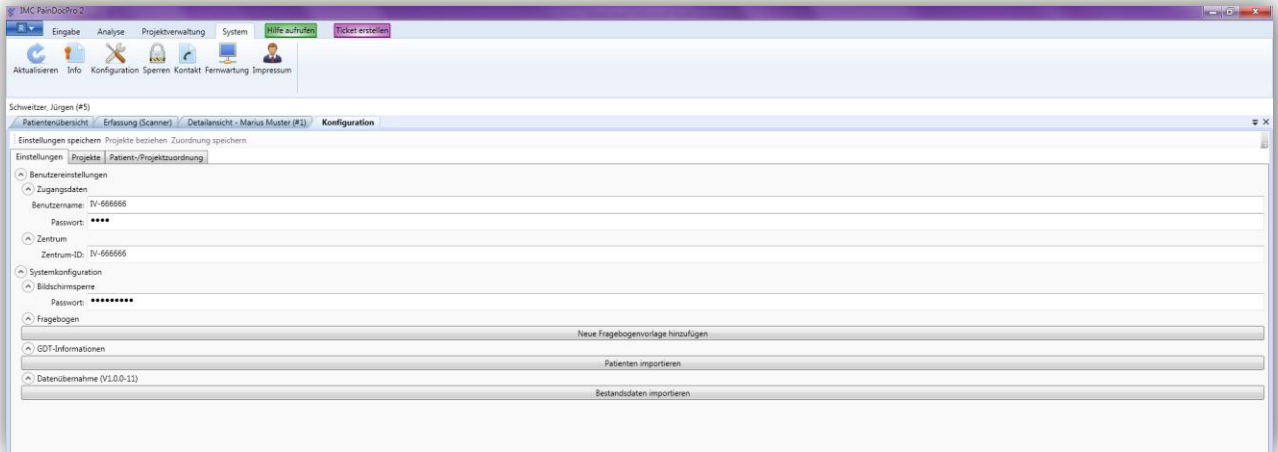 IMC PainDocPro 2
Eingabe Analyse Projektverwaltung System Hilfe aufrufen Ticket erstellen
Aktualisieren Info Konfiguration Sperren Kontakt Fernwartung Impressum
Schweitzer, Jürgen (#5)
Patientenübersicht Erfassung (Scanner) Detailansicht - Marius Muster (#1) Konfiguration
Einstellungen speichern Projekte beziehen Zuordnung speichern
Einstellungen Projekte Patient-/Projektzuordnung
Benutzereinstellungen
Zugangsdaten
Benutzername: IV-666666
Passwort: ••••
Zentrum
Zentrum-ID: IV-666666
Systemkonfiguration
Bildschirmsperre
Passwort: •••••••••
Fragebogen
Neue Fragebogenvorlage hinzufügen
GDT-Informationen
Patienten importieren
Datenübernahme (V1.0.0-11)
Bestandsdaten importieren